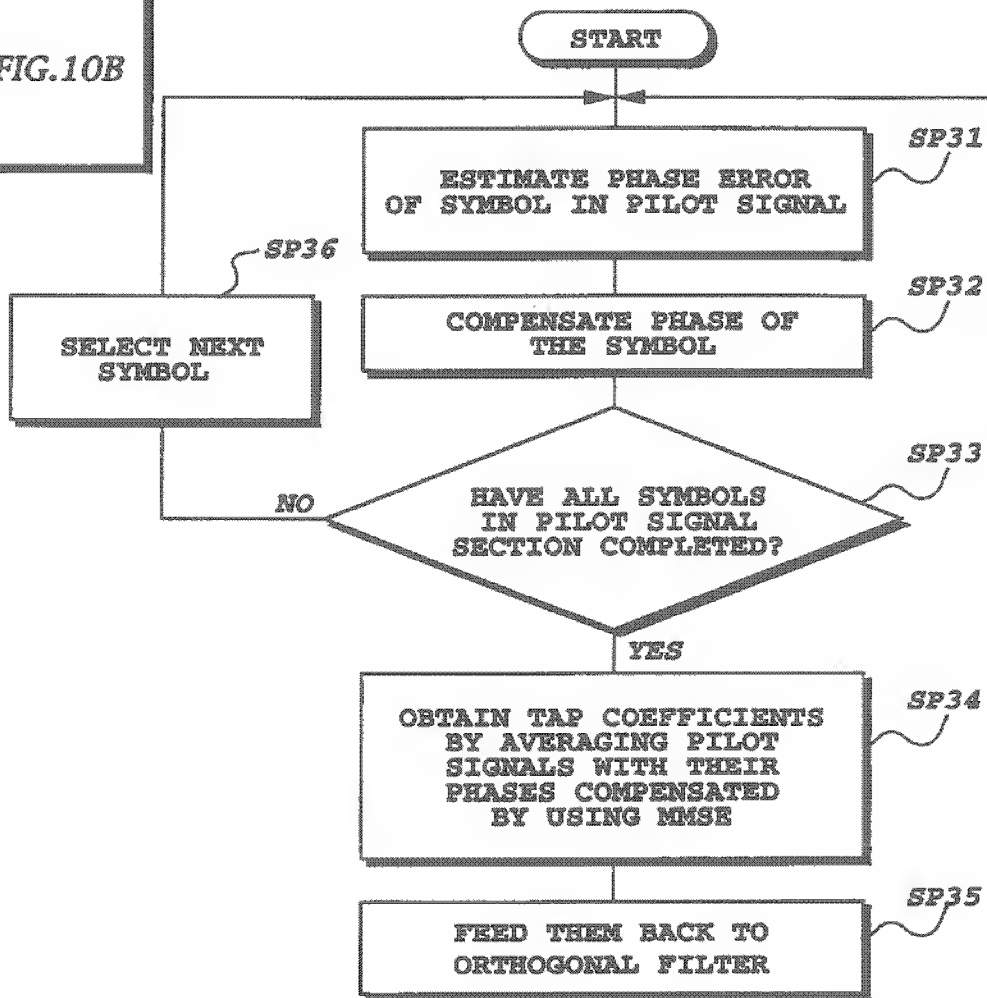 FIG.10B
START
SP31
ESTIMATE PHASE ERROR
OF SYMBOL IN PILOT SIGNAL
SP36
SP32
SELECT NEXT
SYMBOL
COMPENSATE PHASE OF
THE SYMBOL
SP33
NO
HAVE ALL SYMBOLS
IN PILOT SIGNAL
SECTION COMPLETED?
YES
SP34
OBTAIN TAP COEFFICIENTS
BY AVERAGING PILOT
SIGNALS WITH THEIR
PHASES COMPENSATED
BY USING MMSE
SP35
FEED THEM BACK TO
ORTHOGONAL FILTER